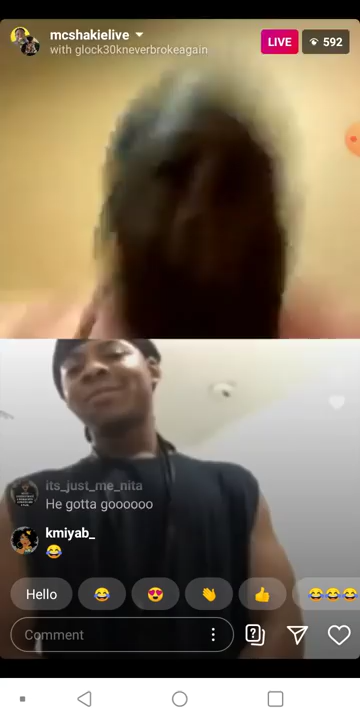 mcshakielive
with glock30kneverbrokeagain
LIVE
592
its_just_me_nita
He gotta goooooo
kmiyab_
😂
Hello 😂 😍 👏 👍 😂😂😂
Comment